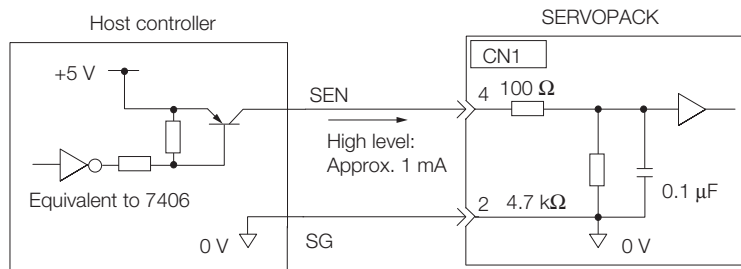 Host controller
SERVOPACK
+5 V
CN1
SEN
4
100 Ω
High level:
Approx. 1 mA
Equivalent to 7406
0.1 μF
2
4.7 kΩ
0 V
SG
0 V